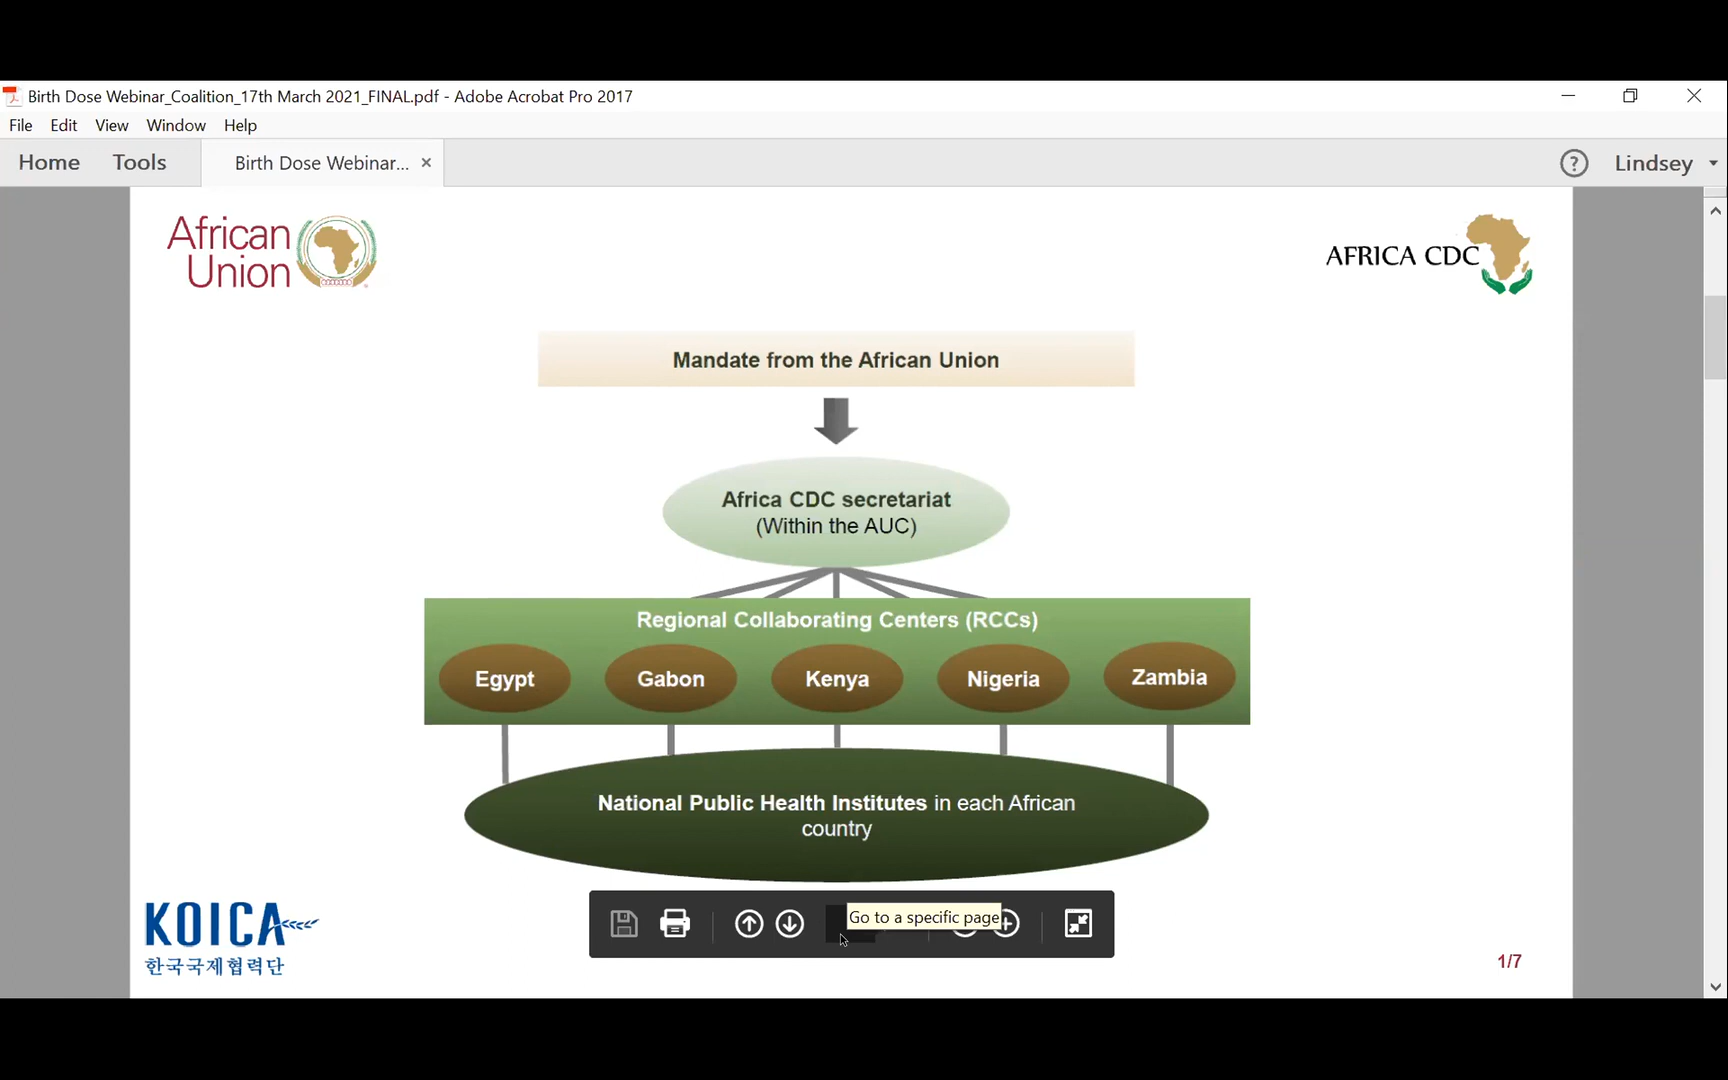 Birth Dose Webinar_Coalition_17th March 2021_FINAL.pdf - Adobe Acrobat Pro 2017
File Edit View Window Help
Home Tools Birth Dose Webinar... × ? Lindsey
African
Union
AFRICA CDC
Mandate from the African Union
Africa CDC secretariat
(Within the AUC)
Regional Collaborating Centers (RCCs)
Egypt Gabon Kenya Nigeria Zambia
National Public Health Institutes in each African
country
Go to a specific page
KOICA
한국국제협력단
1/7